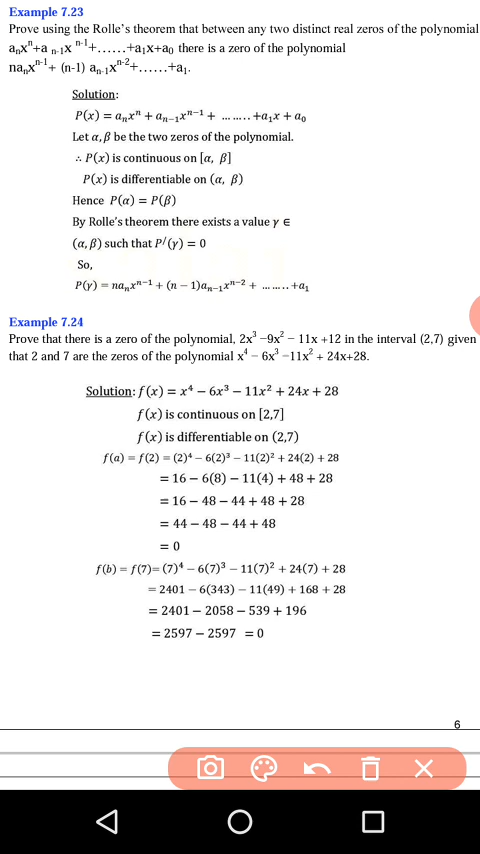 Example 7.23
Prove using the Rolle's theorem that between any two distinct real zeros of the polynomial
aₙxⁿ+a ₙ₋₁x ⁿ⁻¹+……+a₁x+a₀ there is a zero of the polynomial
naₙxⁿ⁻¹+ (n-1) aₙ₋₁xⁿ⁻²+……+a₁.
Solution:
P(x) = aₙxⁿ + aₙ₋₁xⁿ⁻¹ + …….. +a₁x + a₀
Let α, β be the two zeros of the polynomial.
∴ P(x) is continuous on [α, β]
P(x) is differentiable on (α, β)
Hence P(α) = P(β)
By Rolle's theorem there exists a value γ ∈
(α, β) such that P/(γ) = 0
So,
P(γ) = naₙxⁿ⁻¹ + (n − 1)aₙ₋₁xⁿ⁻² + …….. +a₁
Example 7.24
Prove that there is a zero of the polynomial, 2x³ –9x² – 11x +12 in the interval (2,7) given
that 2 and 7 are the zeros of the polynomial x⁴ – 6x³ –11x² + 24x+28.
Solution: f(x) = x⁴ − 6x³ − 11x² + 24x + 28
f(x) is continuous on [2,7]
f(x) is differentiable on (2,7)
f(a) = f(2) = (2)⁴ − 6(2)³ − 11(2)² + 24(2) + 28
= 16 − 6(8) − 11(4) + 48 + 28
= 16 − 48 − 44 + 48 + 28
= 44 − 48 − 44 + 48
= 0
f(b) = f(7)= (7)⁴ − 6(7)³ − 11(7)² + 24(7) + 28
= 2401 − 6(343) − 11(49) + 168 + 28
= 2401 − 2058 − 539 + 196
= 2597 − 2597 = 0
6